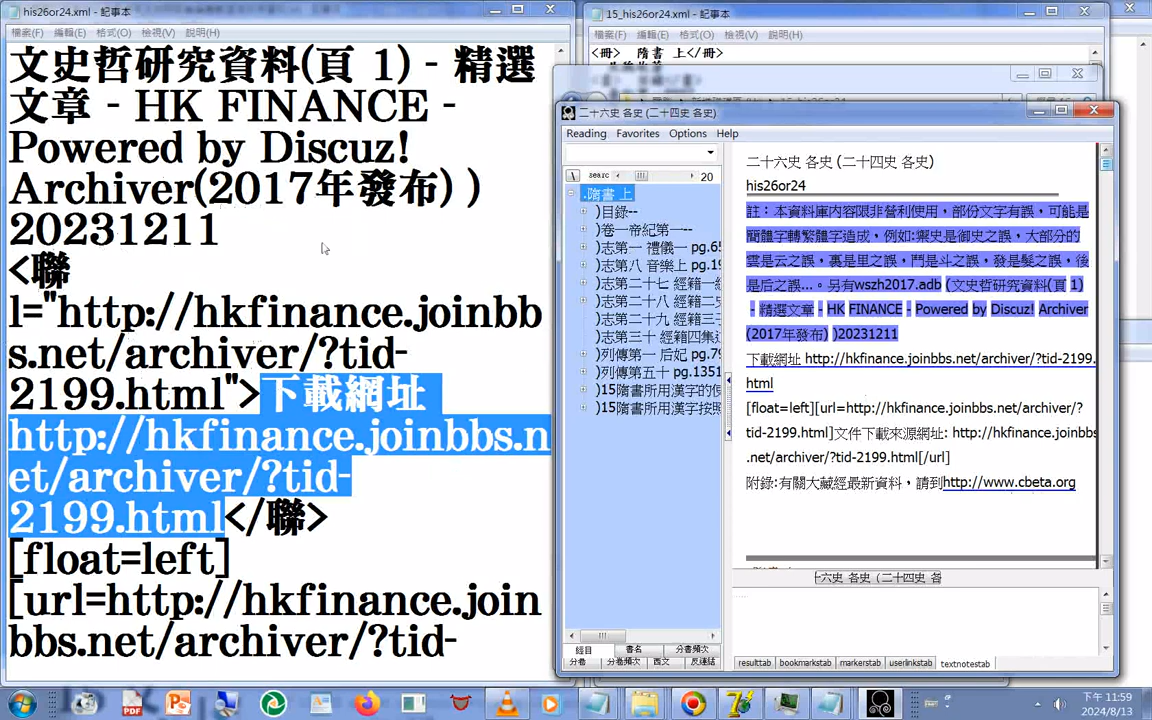 his26or24.xml - 記事本
檔案(F) 編輯(E) 格式(O) 檢視(V) 說明(H)
文史哲研究資料(頁 1) - 精選
文章 - HK FINANCE -
Powered by Discuz!
Archiver(2017年發布) )
20231211
<聯
l="http://hkfinance.joinbb
s.net/archiver/?tid-
2199.html">下載網址
http://hkfinance.joinbbs.n
et/archiver/?tid-
2199.html</聯>
[float=left]
[url=http://hkfinance.join
bbs.net/archiver/?tid-
15_his26or24.xml - 記事本
檔案(F) 編輯(E) 格式(O) 檢視(V) 說明(H)
<冊> 隋書 上</冊>
二十六史 各史 (二十四史 各史)
Reading Favorites Options Help
searc 20
.隋書 上
)目錄--
)卷一帝紀第一--
)志第一 禮儀一 pg.65
)志第八 音樂上 pg.19
)志第二十七 經籍一經
)志第二十八 經籍二史
)志第二十九 經籍三子
)志第三十 經籍四集道
)列傳第一 后妃 pg.79
)列傳第五十 pg.1351
)15隋書所用漢字的使
)15隋書所用漢字按照
經目 書名 分書頻次
分卷 分卷頻次 西文 反連結
二十六史 各史 (二十四史 各史)
his26or24
註：本資料庫內容限非營利使用，部份文字有誤，可能是
簡體字轉繁體字造成，例如:禦史是御史之誤，大部分的
雲是云之誤，裏是里之誤，鬥是斗之誤，發是髮之誤，後
是后之誤...。另有wszh2017.adb (文史哲研究資料(頁 1)
- 精選文章 - HK FINANCE - Powered by Discuz! Archiver
(2017年發布) )20231211
下載網址 http://hkfinance.joinbbs.net/archiver/?tid-2199.
html
[float=left][url=http://hkfinance.joinbbs.net/archiver/?
tid-2199.html]文件下載來源網址: http://hkfinance.joinbbs
.net/archiver/?tid-2199.html[/url]
附錄:有關大藏經最新資料，請到http://www.cbeta.org
十六史 各史（二十四史 各
resulttab bookmarkstab markerstab userlinkstab textnotestab
下午 11:59
2024/8/13